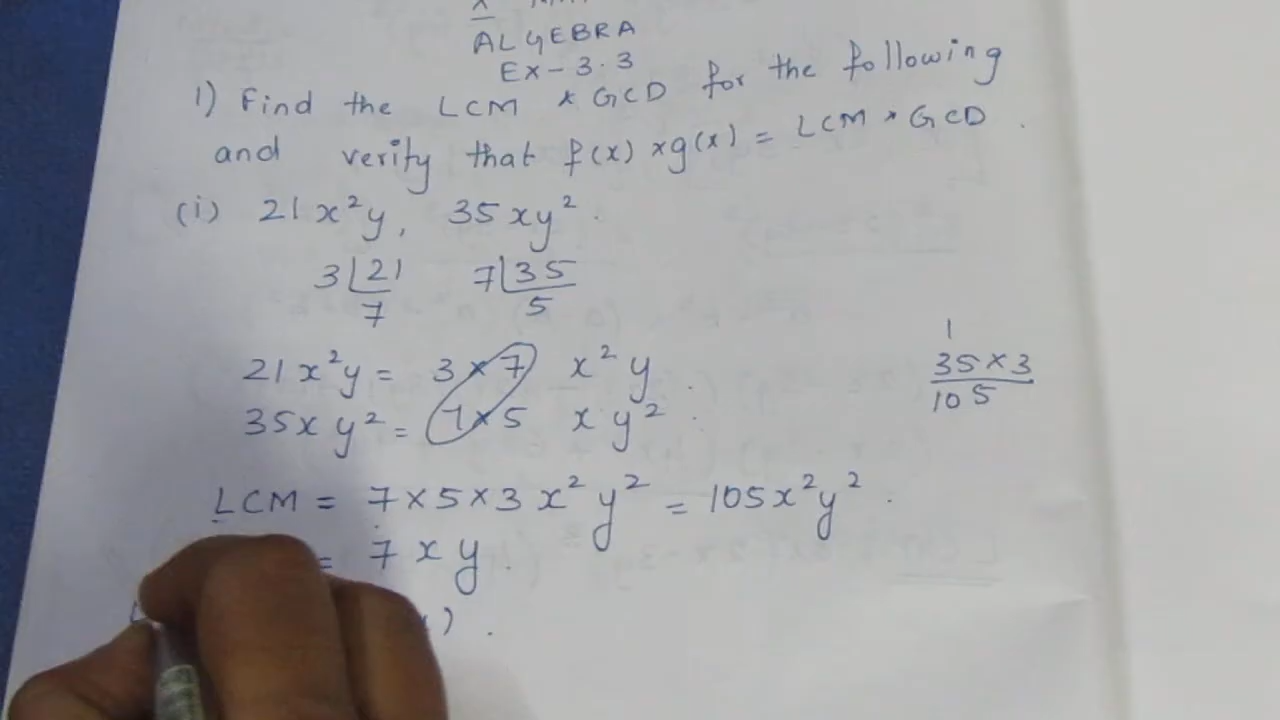 ALGEBRA
Ex - 3.3
1) Find the LCM * GCD for the following
and verify that f(x) × g(x) = LCM * GCD.
(i) 21x²y, 35xy².
3 | 21
7
7 | 35
5
21x²y = 3 × 7 x²y.
35xy² = 7 × 5 xy².
1
35 × 3
105
LCM = 7 × 5 × 3 x²y² = 105x²y².
= 7xy.
) .